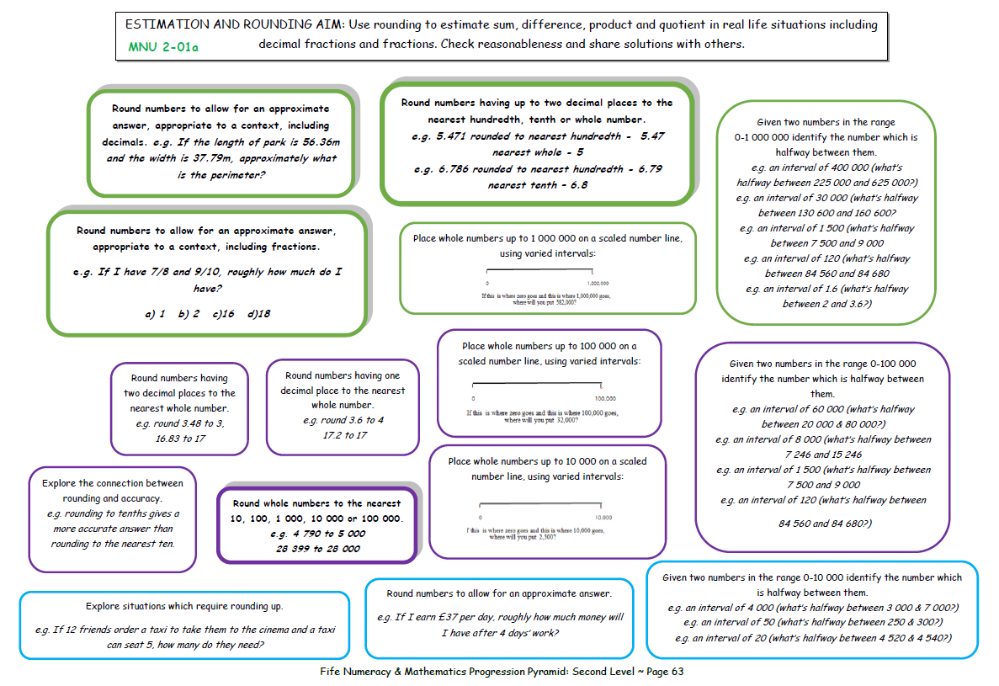 ESTIMATION AND ROUNDING AIM: Use rounding to estimate sum, difference, product and quotient in real life situations including
MNU 2-01a
decimal fractions and fractions. Check reasonableness and share solutions with others.
Round numbers to allow for an approximate
answer, appropriate to a context, including
decimals. e.g. If the length of park is 56.36m
and the width is 37.79m, approximately what
is the perimeter?
Round numbers having up to two decimal places to the
nearest hundredth, tenth or whole number.
e.g. 5.471 rounded to nearest hundredth - 5.47
nearest whole - 5
e.g. 6.786 rounded to nearest hundredth - 6.79
nearest tenth - 6.8
Given two numbers in the range
0-1 000 000 identify the number which is
halfway between them.
e.g. an interval of 400 000 (what's
halfway between 225 000 and 625 000?)
e.g. an interval of 30 000 (what's halfway
between 130 600 and 160 600?
e.g. an interval of 1 500 (what's halfway
between 7 500 and 9 000
e.g. an interval of 120 (what's halfway
between 84 560 and 84 680
e.g. an interval of 1.6 (what's halfway
between 2 and 3.6?)
Round numbers to allow for an approximate answer,
appropriate to a context, including fractions.
e.g. If I have 7/8 and 9/10, roughly how much do I
have?
a) 1 b) 2 c)16 d)18
Place whole numbers up to 1 000 000 on a scaled number line,
using varied intervals:
0 1,000,000
If this is where zero goes and this is where 1,000,000 goes,
where will you put 582,000?
Place whole numbers up to 100 000 on a
scaled number line, using varied intervals:
0 100,000
If this is where zero goes and this is where 100,000 goes,
where will you put 32,000?
Given two numbers in the range 0-100 000
identify the number which is halfway between
them.
e.g. an interval of 60 000 (what's halfway
between 20 000 & 80 000?)
e.g. an interval of 8 000 (what's halfway between
7 246 and 15 246
e.g. an interval of 1 500 (what's halfway between
7 500 and 9 000
e.g. an interval of 120 (what's halfway between
84 560 and 84 680?)
Round numbers having
two decimal places to the
nearest whole number.
e.g. round 3.48 to 3,
16.83 to 17
Round numbers having one
decimal place to the nearest
whole number.
e.g. round 3.6 to 4
17.2 to 17
Place whole numbers up to 10 000 on a scaled
number line, using varied intervals:
0 10,000
f this is where zero goes and this is where 10,000 goes,
where will you put 2,500?
Explore the connection between
rounding and accuracy.
e.g. rounding to tenths gives a
more accurate answer than
rounding to the nearest ten.
Round whole numbers to the nearest
10, 100, 1 000, 10 000 or 100 000.
e.g. 4 790 to 5 000
28 399 to 28 000
Explore situations which require rounding up.
e.g. If 12 friends order a taxi to take them to the cinema and a taxi
can seat 5, how many do they need?
Round numbers to allow for an approximate answer.
e.g. If I earn £37 per day, roughly how much money will
I have after 4 days' work?
Given two numbers in the range 0-10 000 identify the number which
is halfway between them.
e.g. an interval of 4 000 (what's halfway between 3 000 & 7 000?)
e.g. an interval of 50 (what's halfway between 250 & 300?)
e.g. an interval of 20 (what's halfway between 4 520 & 4 540?)
Fife Numeracy & Mathematics Progression Pyramid: Second Level ~ Page 63